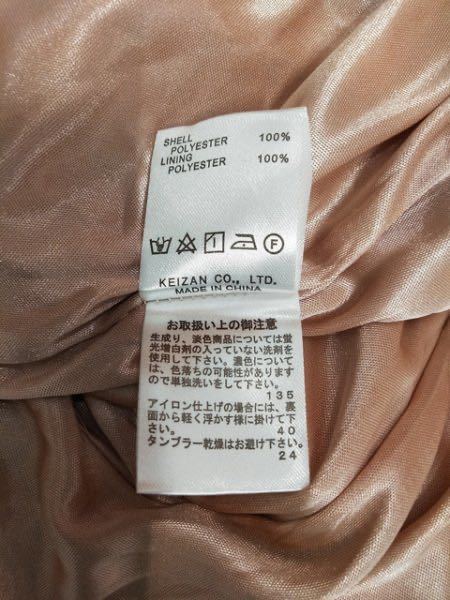 SHELL
POLYESTER 100%
LINING
POLYESTER 100%
F
KEIZAN CO., LTD.
MADE IN CHINA
お取扱い上の御注意
生成り、淡色商品については蛍
光増白剤の入っていない洗剤を
使用して下さい。濃色について
は、色落ちの可能性があります
ので単独洗いをして下さい。
135
アイロン仕上げの場合には、裏
面から軽く浮かす様に掛けて下
さい。 40
タンブラー乾燥はお避け下さい。
24